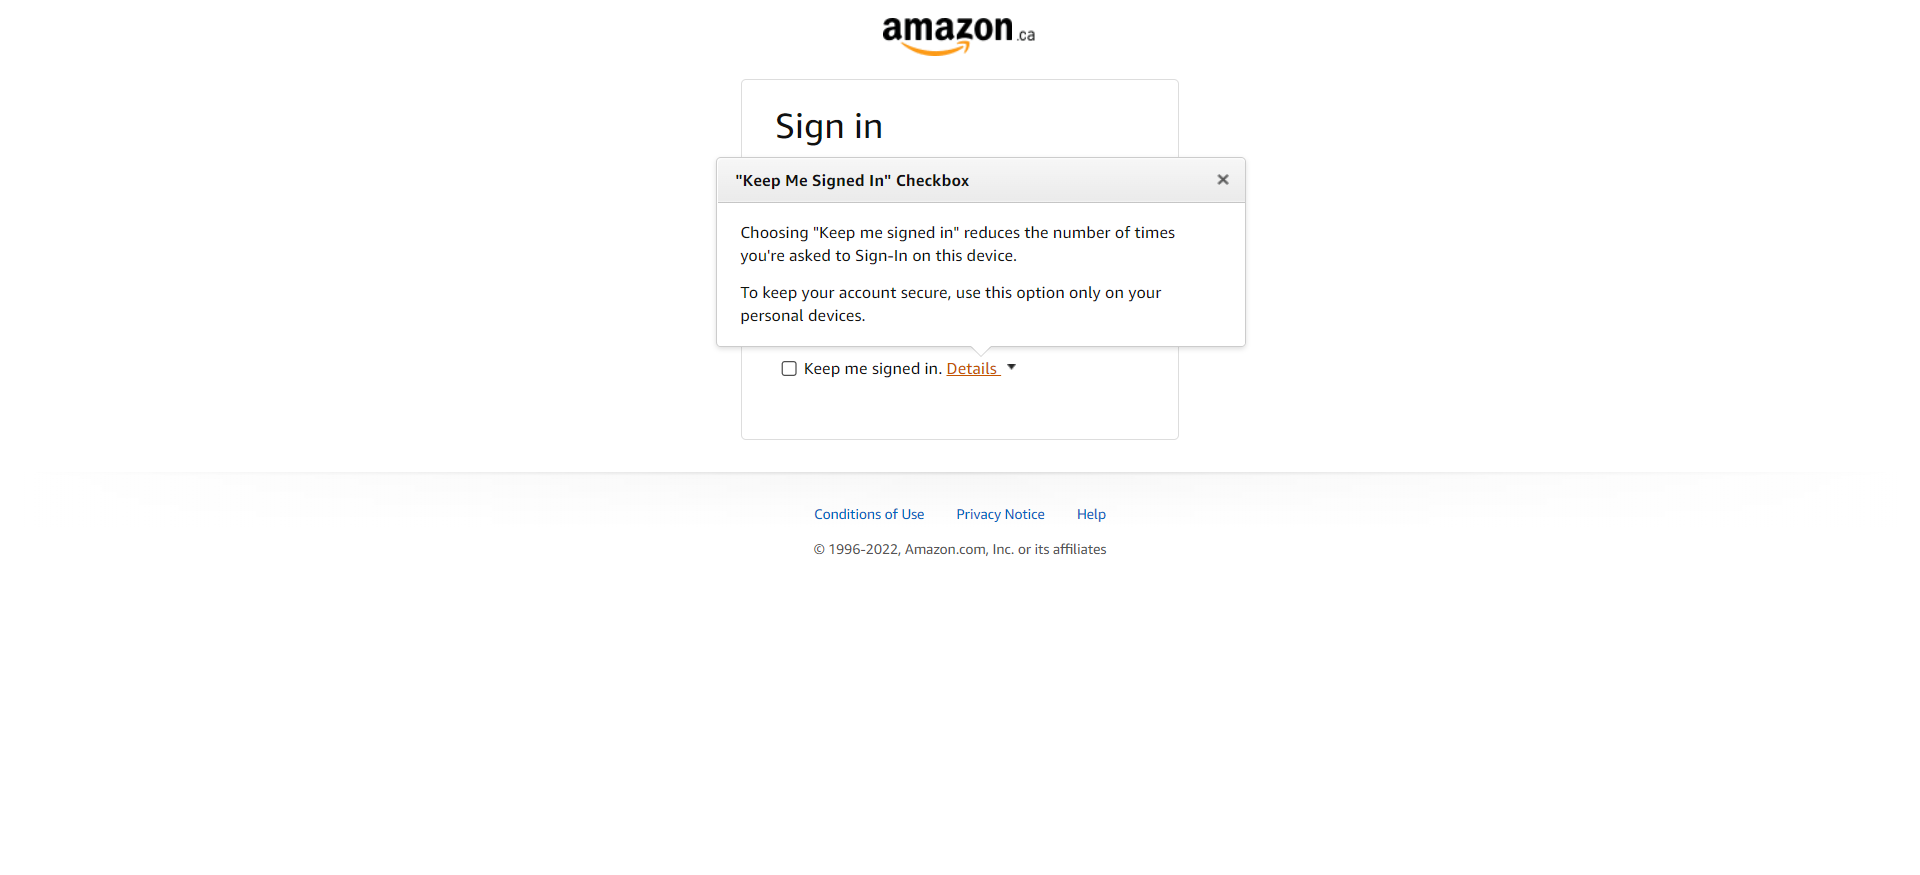 amazon.ca
Sign in
"Keep Me Signed In" Checkbox
Choosing "Keep me signed in" reduces the number of times
you're asked to Sign-In on this device.
To keep your account secure, use this option only on your
personal devices.
Keep me signed in. Details
Conditions of Use Privacy Notice Help
© 1996-2022, Amazon.com, Inc. or its affiliates